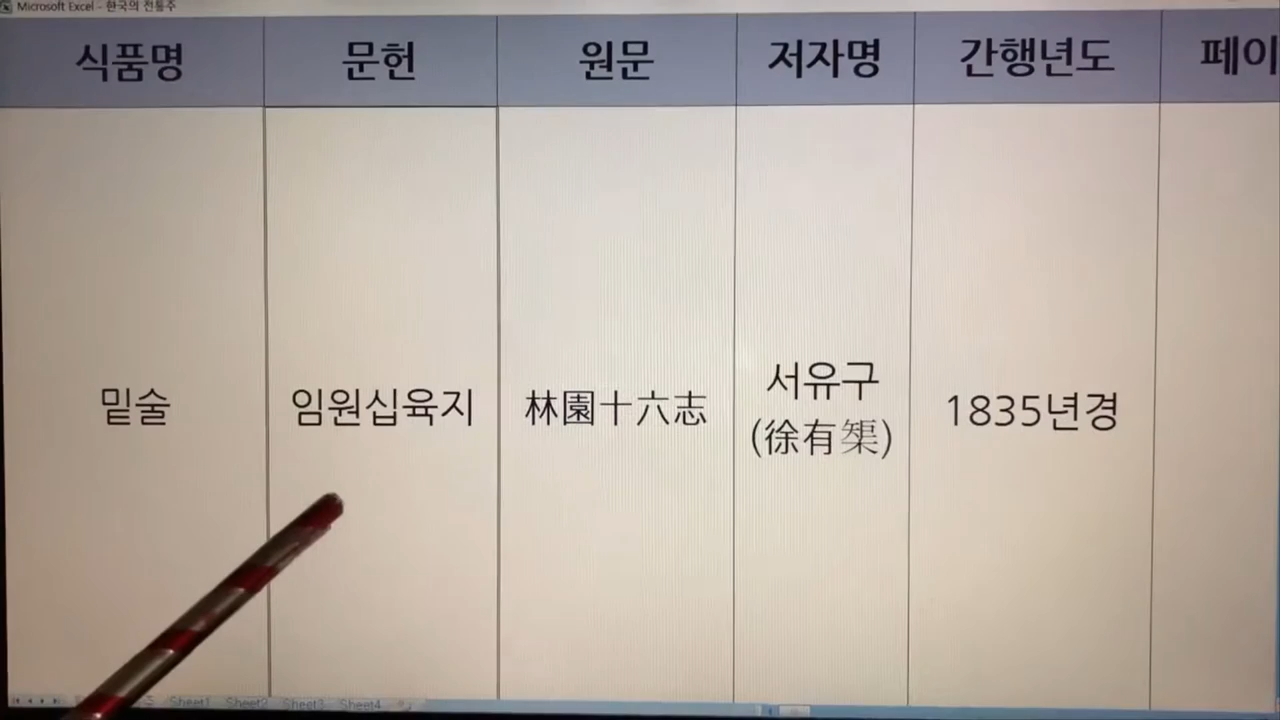 Microsoft Excel - 한국의 전통주
식품명 문헌 원문 저자명 간행년도 페이
밑술 임원십육지 林園十六志 서유구 1835년경
(徐有榘)
Sheet1 Sheet2 Sheet3 Sheet4